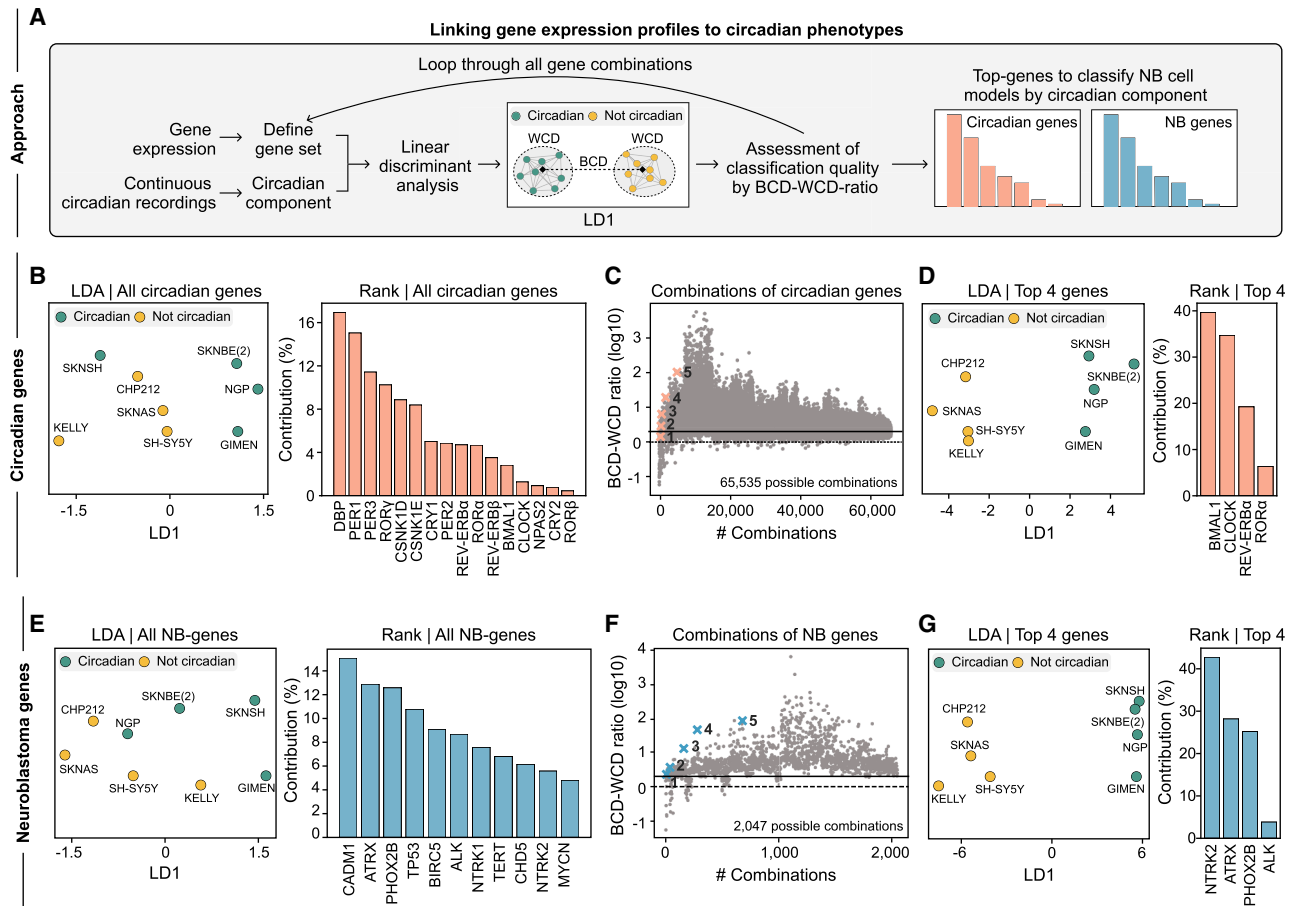 A
Linking gene expression profiles to circadian phenotypes
Approach
Loop through all gene combinations
Gene
expression
Define
gene set
Continuous
circadian recordings
Circadian
component
Linear
discriminant
analysis
Circadian
Not circadian
WCD
WCD
BCD
LD1
Assessment of
classification quality
by BCD-WCD-ratio
Top-genes to classify NB cell
models by circadian component
Circadian genes
NB genes
Circadian genes
B
LDA | All circadian genes
Circadian
Not circadian
SKNSH
SKNBE(2)
CHP212
NGP
SKNAS
KELLY
SH-SY5Y
GIMEN
-1.5
0
1.5
LD1
Rank | All circadian genes
Contribution (%)
16
12
8
4
0
DBP
PER1
PER3
RORγ
CSNK1D
CSNK1E
CRY1
PER2
REV-ERBα
RORα
REV-ERBβ
BMAL1
CLOCK
NPAS2
CRY2
RORβ
C
Combinations of circadian genes
BCD-WCD ratio (log10)
3
2
1
0
-1
5
4
3
2
1
65,535 possible combinations
0
20,000
40,000
60,000
# Combinations
D
LDA | Top 4 genes
Circadian
Not circadian
SKNSH
CHP212
SKNBE(2)
NGP
SKNAS
SH-SY5Y
KELLY
GIMEN
-4
-2
0
2
4
LD1
Rank | Top 4
Contribution (%)
40
30
20
10
0
BMAL1
CLOCK
REV-ERBα
RORα
Neuroblastoma genes
E
LDA | All NB-genes
Circadian
Not circadian
SKNBE(2)
CHP212
SKNSH
NGP
SKNAS
SH-SY5Y
KELLY
GIMEN
-1.5
0
1.5
LD1
Rank | All NB-genes
Contribution (%)
14
12
10
8
6
4
2
0
CADM1
ATRX
PHOX2B
TP53
BIRC5
ALK
NTRK1
TERT
CHD5
NTRK2
MYCN
F
Combinations of NB genes
BCD-WCD ratio (log10)
4
3
2
1
0
-1
5
4
3
2
1
2,047 possible combinations
0
1,000
2,000
# Combinations
G
LDA | Top 4 genes
Circadian
Not circadian
SKNSH
CHP212
SKNBE(2)
SKNAS
NGP
SH-SY5Y
KELLY
GIMEN
-6
0
6
LD1
Rank | Top 4
Contribution (%)
40
30
20
10
0
NTRK2
ATRX
PHOX2B
ALK